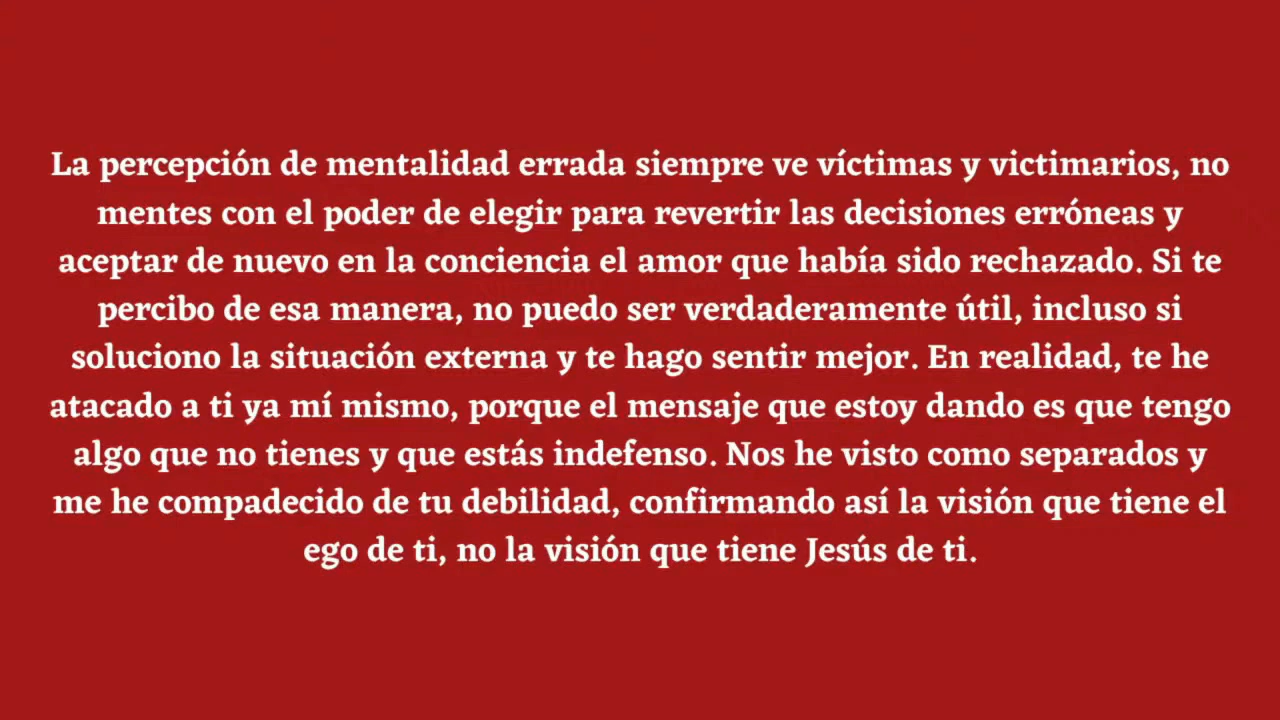 La percepción de mentalidad errada siempre ve víctimas y victimarios, no
mentes con el poder de elegir para revertir las decisiones erróneas y
aceptar de nuevo en la conciencia el amor que había sido rechazado. Si te
percibo de esa manera, no puedo ser verdaderamente útil, incluso si
soluciono la situación externa y te hago sentir mejor. En realidad, te he
atacado a ti ya mí mismo, porque el mensaje que estoy dando es que tengo
algo que no tienes y que estás indefenso. Nos he visto como separados y
me he compadecido de tu debilidad, confirmando así la visión que tiene el
ego de ti, no la visión que tiene Jesús de ti.